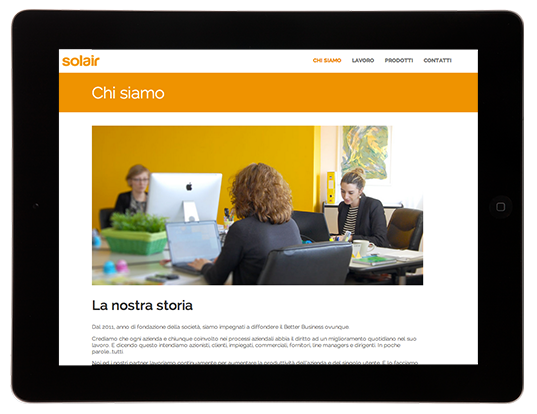 solair
CHI SIAMO LAVORO PRODOTTI CONTATTI
Chi siamo
La nostra storia
Dal 2011, anno di fondazione della società, siamo impegnati a diffondere il Better Business ovunque.
Crediamo che ogni azienda e chiunque coinvolto nei processi aziendali abbia il diritto ad un miglioramento quotidiano nel suo
lavoro. E dicendo questo intendiamo azionisti, clienti, impiegati, commerciali, fornitori, line managers e dirigenti. In poche
parole...tutti.
Noi ed i nostri partner lavoriamo continuamente per aumentare la produttività dell'azienda e del singolo utente. E lo facciamo